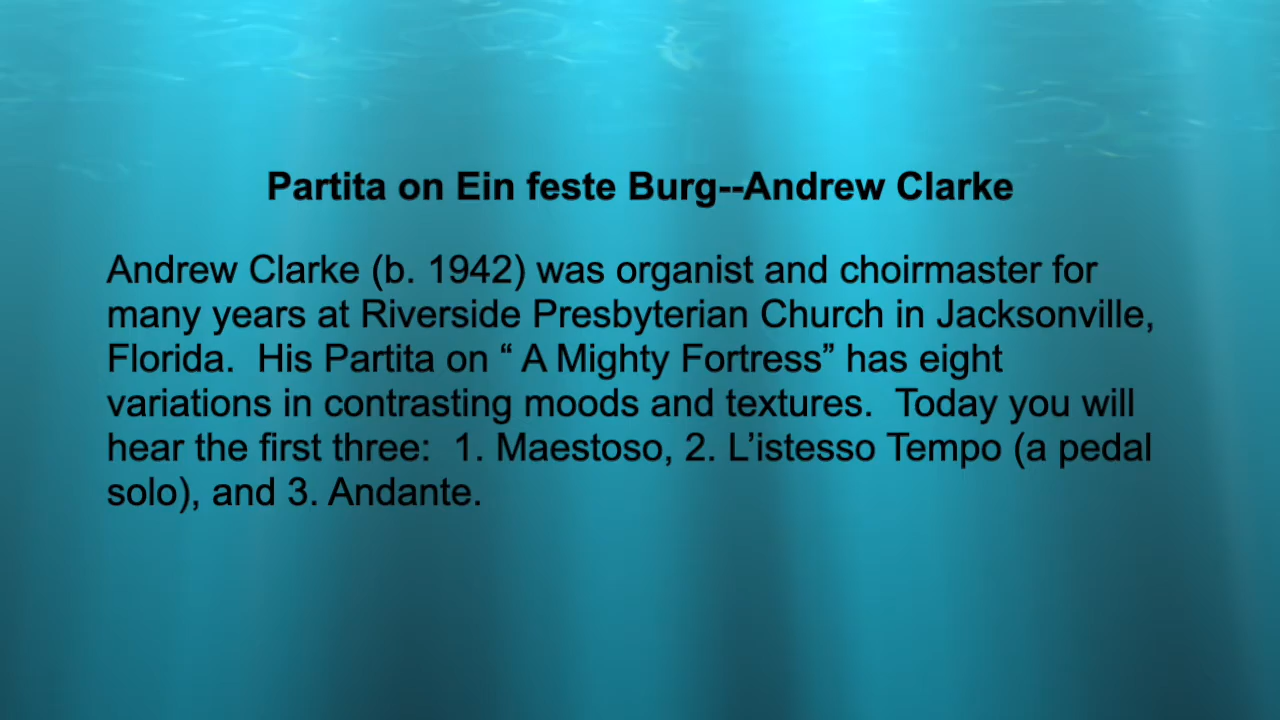 Partita on Ein feste Burg--Andrew Clarke
Andrew Clarke (b. 1942) was organist and choirmaster for
many years at Riverside Presbyterian Church in Jacksonville,
Florida.  His Partita on “ A Mighty Fortress” has eight
variations in contrasting moods and textures.  Today you will
hear the first three:  1. Maestoso, 2. L’istesso Tempo (a pedal
solo), and 3. Andante.